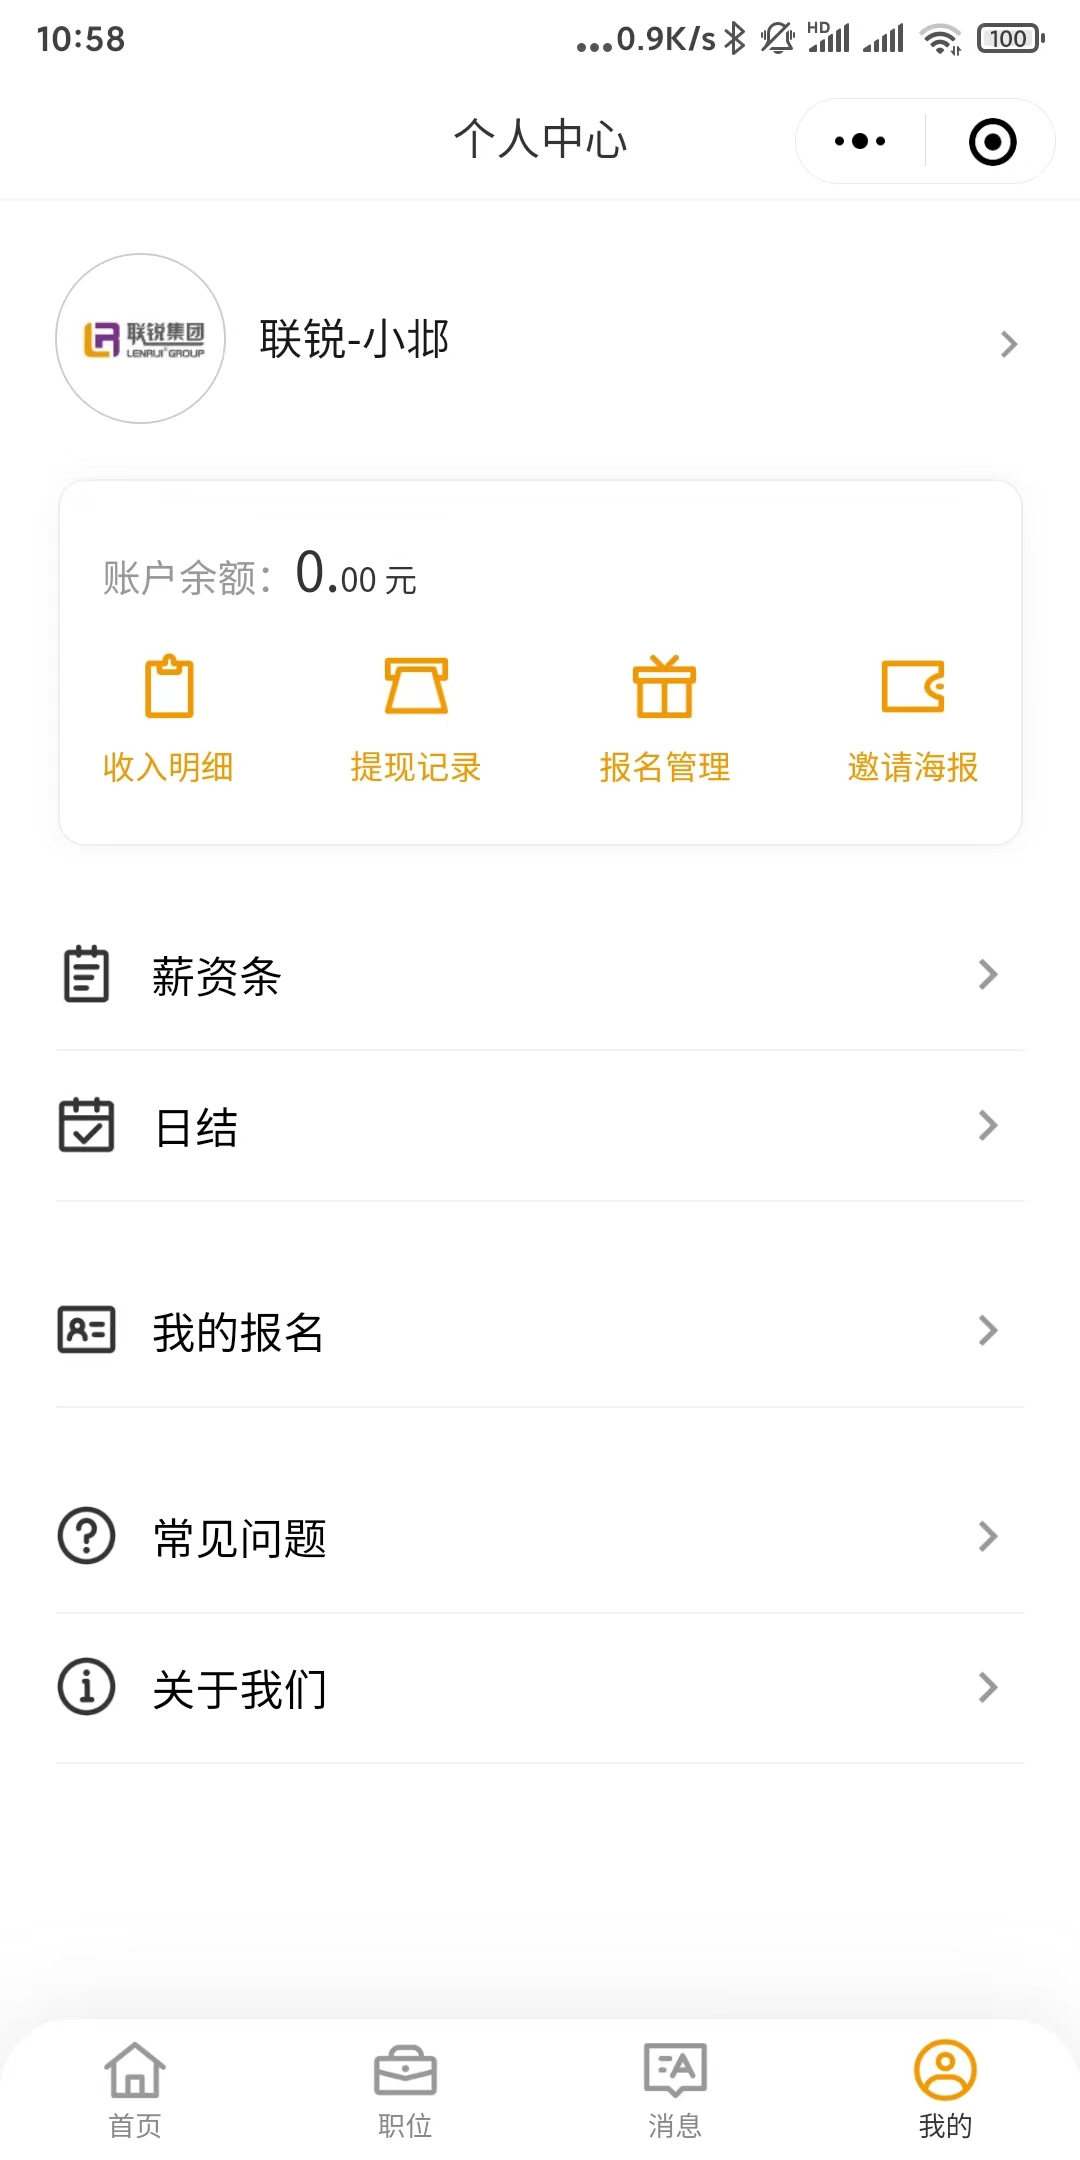 10:58
...0.9K/s HD 100
个人中心
联锐集团
LENRUI GROUP
联锐-小邶
账户余额：0.00 元
收入明细 提现记录 报名管理 邀请海报
薪资条
日结
我的报名
常见问题
关于我们
首页 职位 消息 我的